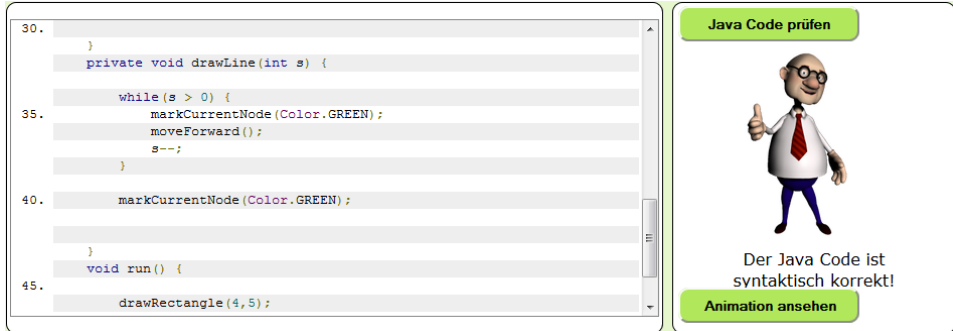 30.
}
private void drawLine(int s) {
while(s > 0) {
35. markCurrentNode(Color.GREEN);
moveForward();
s--;
}
40. markCurrentNode(Color.GREEN);
}
void run() {
45.
drawRectangle(4,5);
Java Code prüfen
Der Java Code ist
syntaktisch korrekt!
Animation ansehen